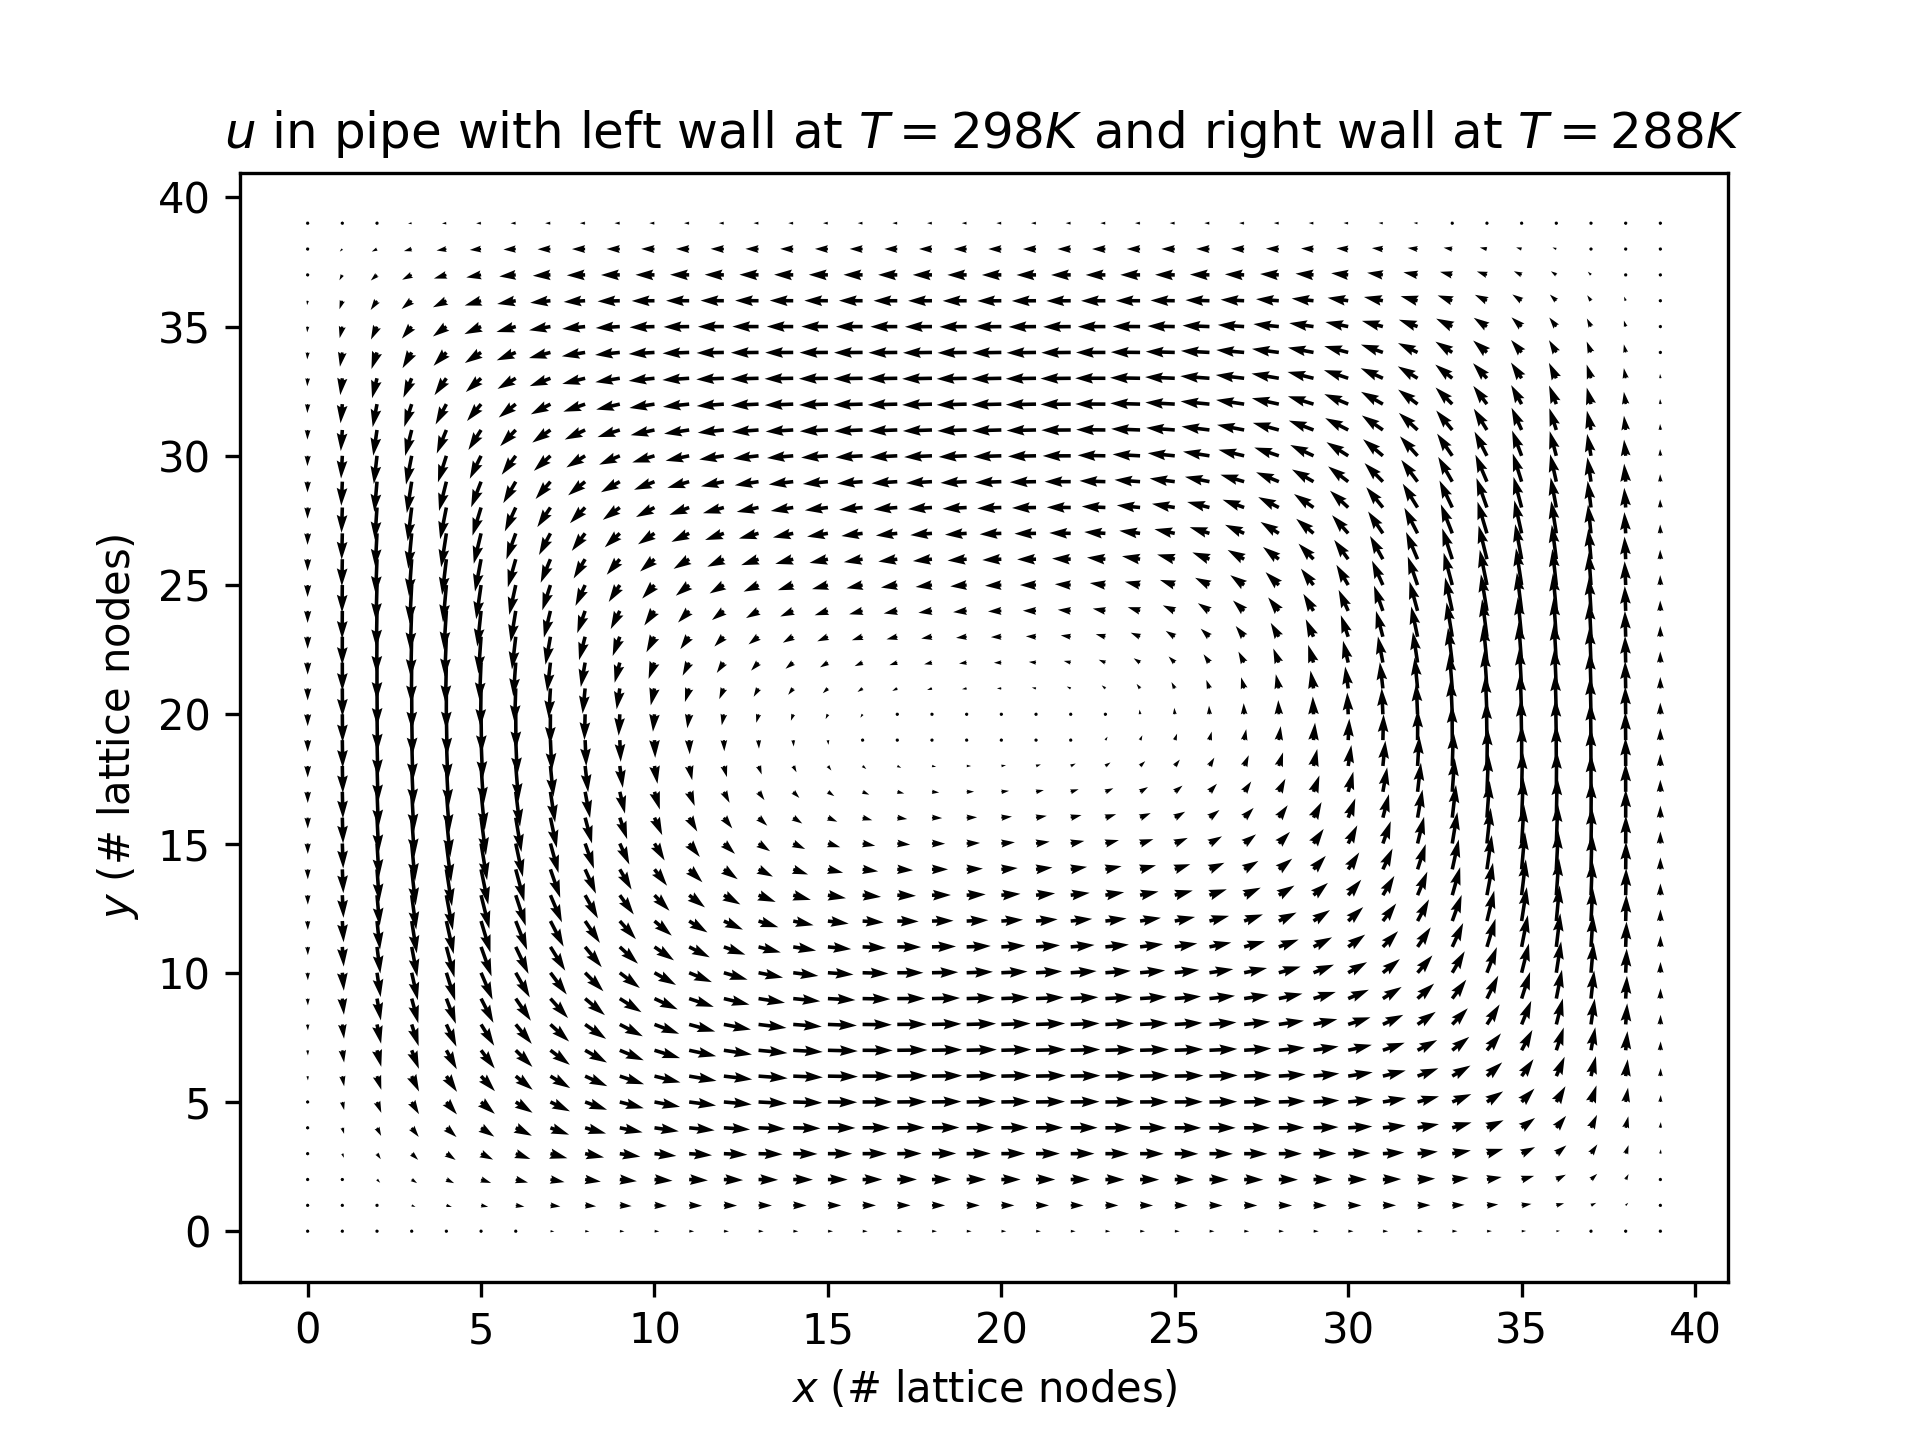 u in pipe with left wall at T = 298K and right wall at T = 288K
40
35
30
25
20
15
10
5
0
y (# lattice nodes)
0 5 10 15 20 25 30 35 40
x (# lattice nodes)